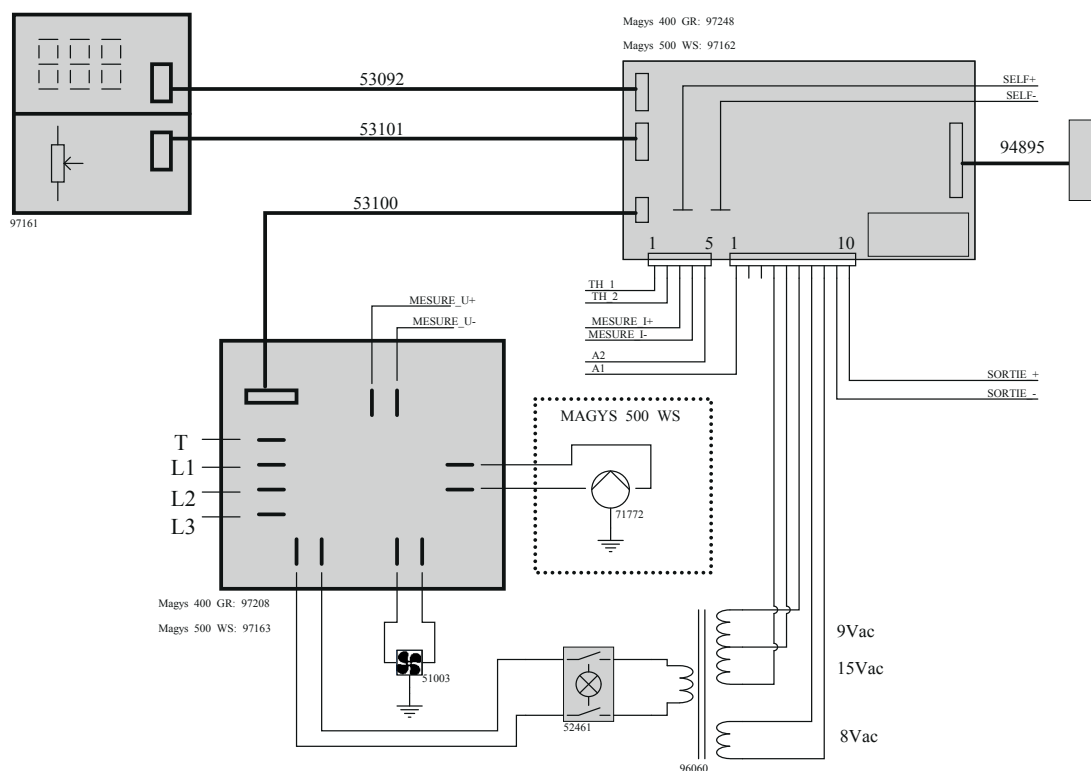 Magys 400 GR: 97248
Magys 500 WS: 97162
53092
SELF+
SELF-
53101
94895
53100
97161
1 5 1 10
TH_1
TH_2
MESURE_U+
MESURE_U-
MESURE_I+
MESURE_I-
A2
A1
SORTIE_+
SORTIE_-
MAGYS 500 WS
T
L1
L2
L3
71772
Magys 400 GR: 97208
Magys 500 WS: 97163
9Vac
15Vac
51003
52461
8Vac
96060